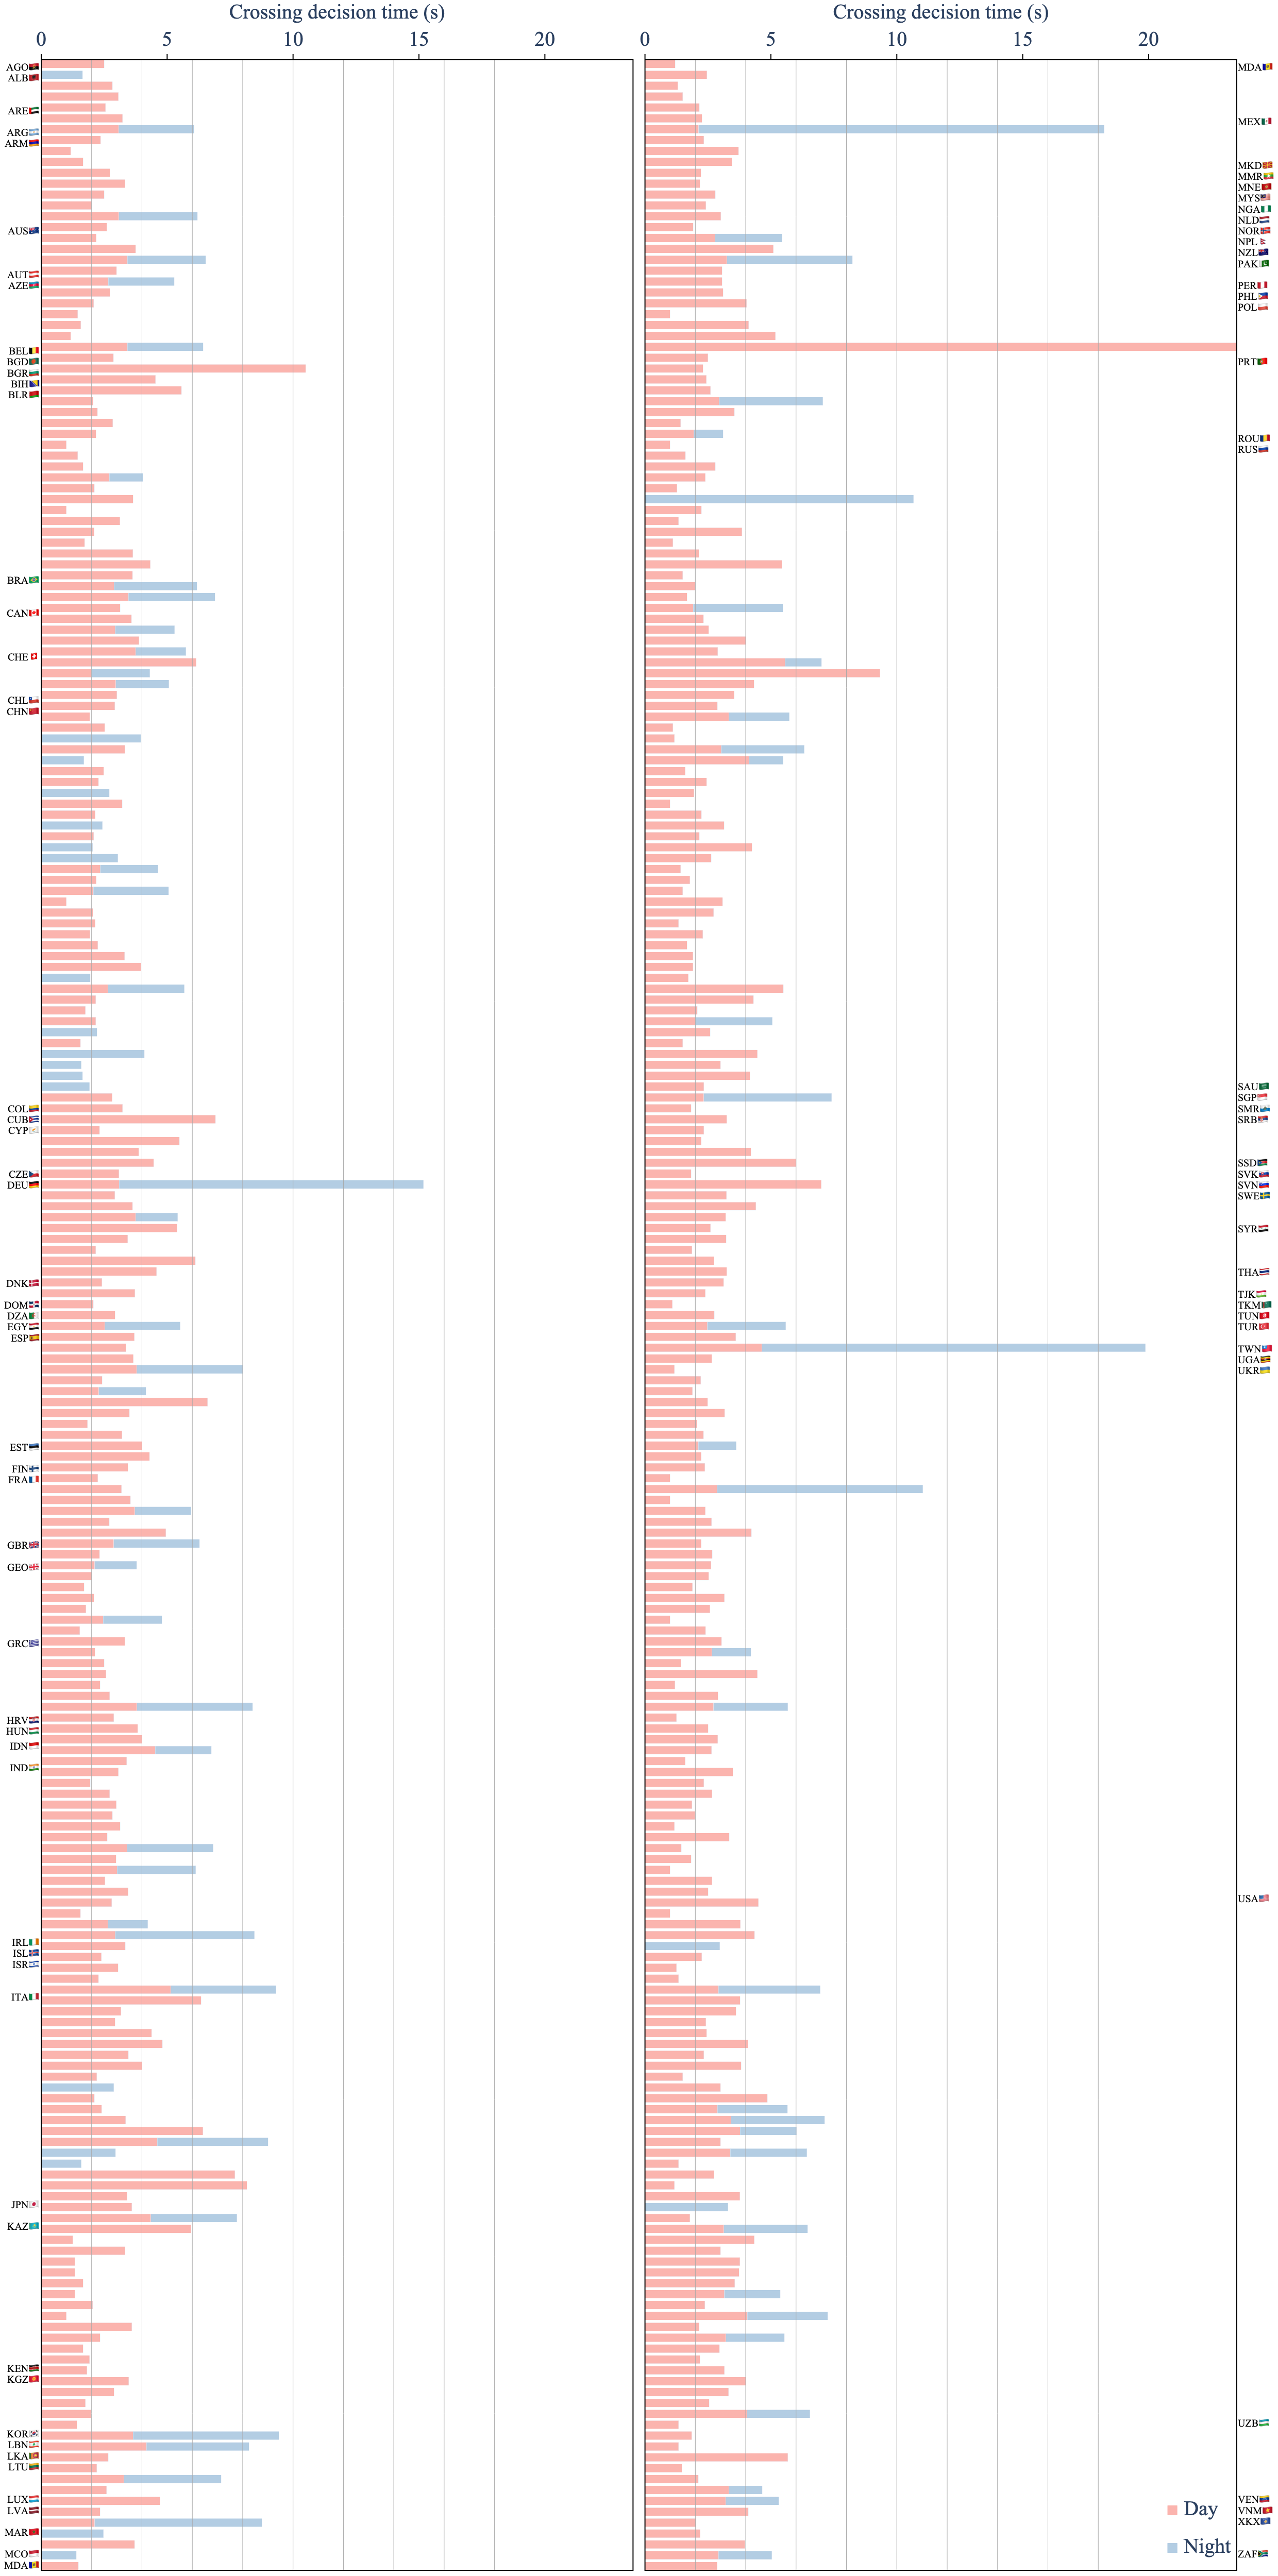 Crossing decision time (s)
Crossing decision time (s)
0 5 10 15 20
0 5 10 15 20
AGO
ALB
ARE
ARG
ARM
AUS
AUT
AZE
BEL
BGD
BGR
BIH
BLR
BRA
CAN
CHE
CHL
CHN
COL
CUB
CYP
CZE
DEU
DNK
DOM
DZA
EGY
ESP
EST
FIN
FRA
GBR
GEO
GRC
HRV
HUN
IDN
IND
IRL
ISL
ISR
ITA
JPN
KAZ
KEN
KGZ
KOR
LBN
LKA
LTU
LUX
LVA
MAR
MCO
MDA
MDA
MEX
MKD
MMR
MNE
MYS
NGA
NLD
NOR
NPL
NZL
PAK
PER
PHL
POL
PRT
ROU
RUS
SAU
SGP
SMR
SRB
SSD
SVK
SVN
SWE
SYR
THA
TJK
TKM
TUN
TUR
TWN
UGA
UKR
USA
UZB
VEN
VNM
XKX
ZAF
Day
Night